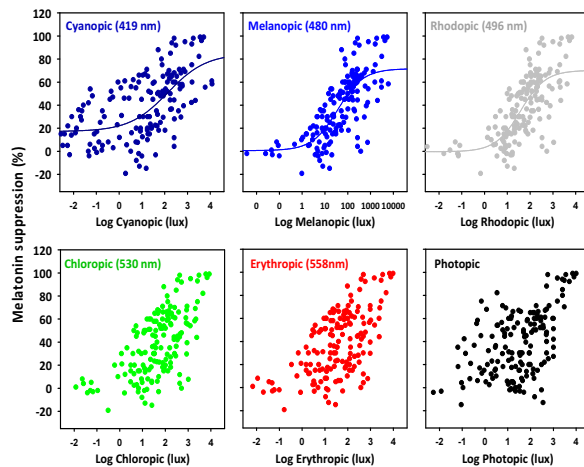 Melatonin suppression (%)
Cyanopic (419 nm)
Melanopic (480 nm)
Rhodopic (496 nm)
100
80
60
40
20
0
-20
-2 -1 0 1 2 3 4
0 0 1 10 100 1000 10000
-2 -1 0 1 2 3 4
Log Cyanopic (lux)
Log Melanopic (lux)
Log Rhodopic (lux)
Chloropic (530 nm)
Erythropic (558nm)
Photopic
120
100
80
60
40
20
0
-20
-2 -1 0 1 2 3 4
-2 -1 0 1 2 3 4
-2 -1 0 1 2 3 4
Log Chloropic (lux)
Log Erythropic (lux)
Log Photopic (lux)